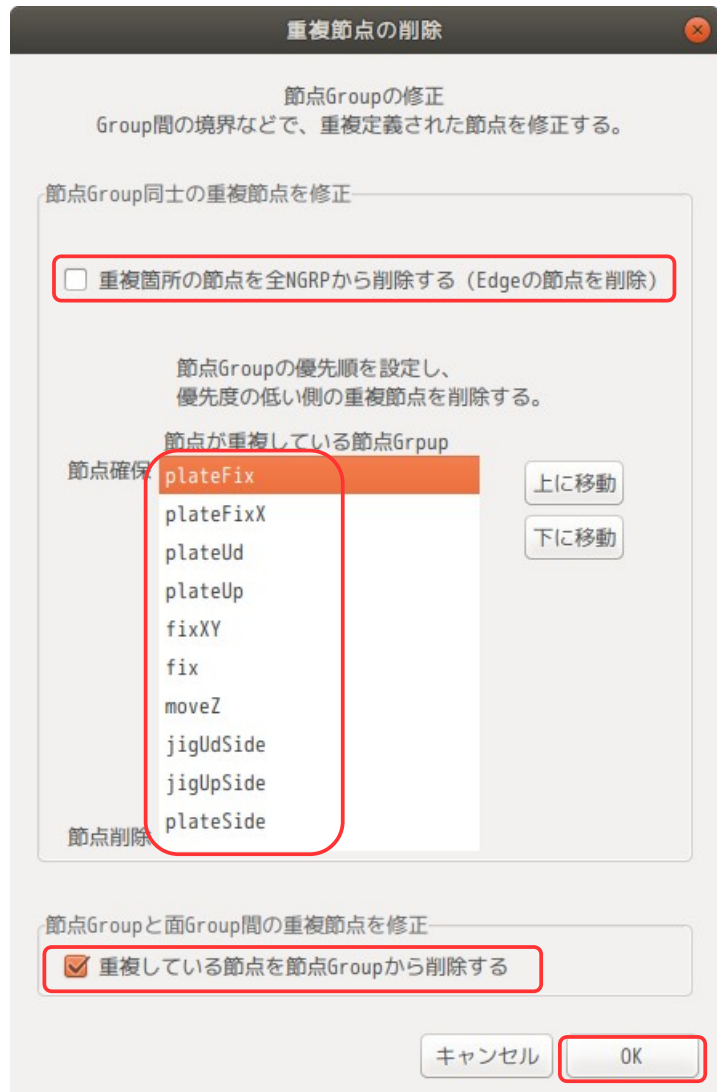 重複節点の削除
節点Groupの修正
Group間の境界などで、重複定義された節点を修正する。
節点Group同士の重複節点を修正
重複箇所の節点を全NGRPから削除する (Edgeの節点を削除)
節点Groupの優先順を設定し、
優先度の低い側の重複節点を削除する。
節点が重複している節点Grpup
節点確保
plateFix
上に移動
plateFixX
下に移動
plateUd
plateUp
fixXY
fix
moveZ
jigUdSide
jigUpSide
plateSide
節点削除
節点Groupと面Group間の重複節点を修正
重複している節点を節点Groupから削除する
キャンセル
OK